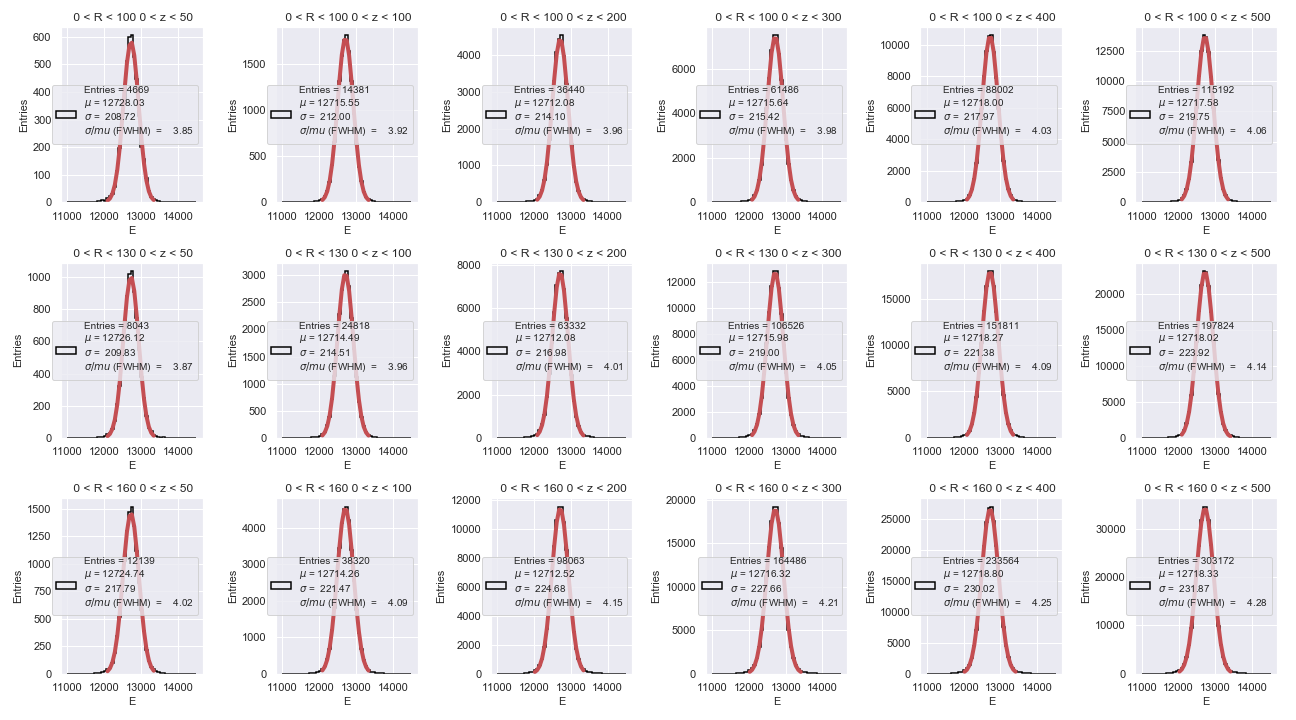 0 < R < 100 0 < z < 50
Entries
600
500
400
300
200
100
0
Entries = 4669
μ = 12728.03
σ = 208.72
σ/mu (FWHM) = 3.85
11000 12000 13000 14000
E
0 < R < 100 0 < z < 100
Entries
1500
1000
500
0
Entries = 14381
μ = 12715.55
σ = 212.00
σ/mu (FWHM) = 3.92
11000 12000 13000 14000
E
0 < R < 100 0 < z < 200
Entries
4000
3000
2000
1000
0
Entries = 36440
μ = 12712.08
σ = 214.10
σ/mu (FWHM) = 3.96
11000 12000 13000 14000
E
0 < R < 100 0 < z < 300
Entries
6000
4000
2000
0
Entries = 61486
μ = 12715.64
σ = 215.42
σ/mu (FWHM) = 3.98
11000 12000 13000 14000
E
0 < R < 100 0 < z < 400
Entries
10000
8000
6000
4000
2000
0
Entries = 88002
μ = 12718.00
σ = 217.97
σ/mu (FWHM) = 4.03
11000 12000 13000 14000
E
0 < R < 100 0 < z < 500
Entries
12500
10000
7500
5000
2500
0
Entries = 115192
μ = 12717.58
σ = 219.75
σ/mu (FWHM) = 4.06
11000 12000 13000 14000
E
0 < R < 130 0 < z < 50
Entries
1000
800
600
400
200
0
Entries = 8043
μ = 12726.12
σ = 209.83
σ/mu (FWHM) = 3.87
11000 12000 13000 14000
E
0 < R < 130 0 < z < 100
Entries
3000
2500
2000
1500
1000
500
0
Entries = 24818
μ = 12714.49
σ = 214.51
σ/mu (FWHM) = 3.96
11000 12000 13000 14000
E
0 < R < 130 0 < z < 200
Entries
8000
6000
4000
2000
0
Entries = 63332
μ = 12712.08
σ = 216.98
σ/mu (FWHM) = 4.01
11000 12000 13000 14000
E
0 < R < 130 0 < z < 300
Entries
12000
10000
8000
6000
4000
2000
0
Entries = 106526
μ = 12715.98
σ = 219.00
σ/mu (FWHM) = 4.05
11000 12000 13000 14000
E
0 < R < 130 0 < z < 400
Entries
15000
10000
5000
0
Entries = 151811
μ = 12718.27
σ = 221.38
σ/mu (FWHM) = 4.09
11000 12000 13000 14000
E
0 < R < 130 0 < z < 500
Entries
20000
15000
10000
5000
0
Entries = 197824
μ = 12718.02
σ = 223.92
σ/mu (FWHM) = 4.14
11000 12000 13000 14000
E
0 < R < 160 0 < z < 50
Entries
1500
1250
1000
750
500
250
0
Entries = 12139
μ = 12724.74
σ = 217.79
σ/mu (FWHM) = 4.02
11000 12000 13000 14000
E
0 < R < 160 0 < z < 100
Entries
4000
3000
2000
1000
0
Entries = 38320
μ = 12714.26
σ = 221.47
σ/mu (FWHM) = 4.09
11000 12000 13000 14000
E
0 < R < 160 0 < z < 200
Entries
12000
10000
8000
6000
4000
2000
0
Entries = 98063
μ = 12712.52
σ = 224.68
σ/mu (FWHM) = 4.15
11000 12000 13000 14000
E
0 < R < 160 0 < z < 300
Entries
20000
15000
10000
5000
0
Entries = 164486
μ = 12716.32
σ = 227.66
σ/mu (FWHM) = 4.21
11000 12000 13000 14000
E
0 < R < 160 0 < z < 400
Entries
25000
20000
15000
10000
5000
0
Entries = 233564
μ = 12718.80
σ = 230.02
σ/mu (FWHM) = 4.25
11000 12000 13000 14000
E
0 < R < 160 0 < z < 500
Entries
30000
20000
10000
0
Entries = 303172
μ = 12718.33
σ = 231.87
σ/mu (FWHM) = 4.28
11000 12000 13000 14000
E